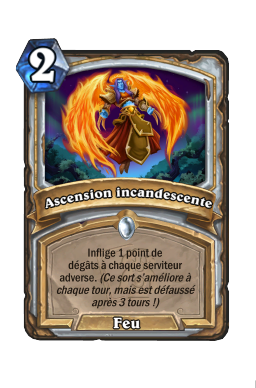 2
Ascension incandescente
Inflige 1 point de
dégâts à chaque serviteur
adverse. (Ce sort s'améliore à
chaque tour, mais est défaussé
après 3 tours !)
Feu